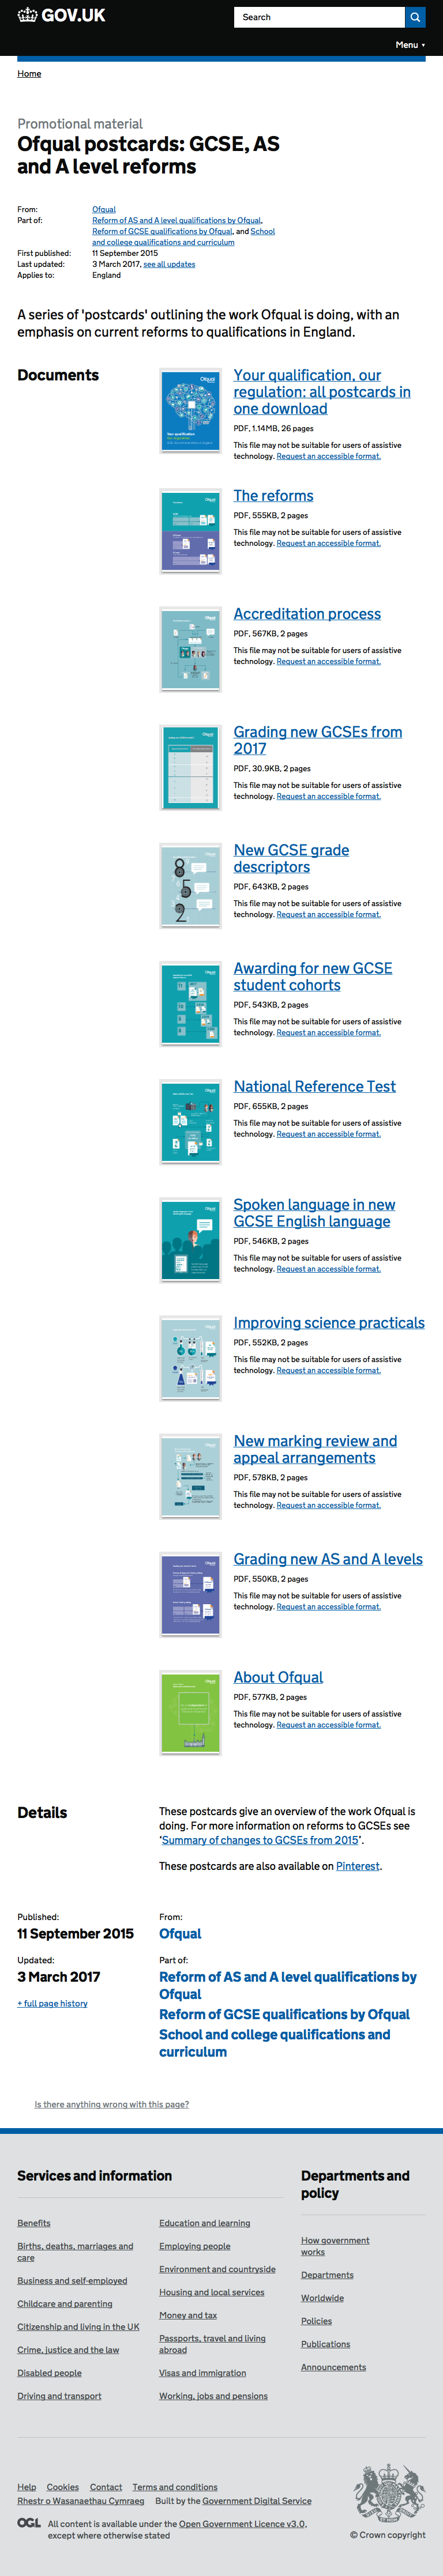 GOV.UK
Search
Menu ▼
Home
Promotional material
Ofqual postcards: GCSE, AS
and A level reforms
From: Ofqual
Part of: Reform of AS and A level qualifications by Ofqual,
Reform of GCSE qualifications by Ofqual, and School
and college qualifications and curriculum
First published: 11 September 2015
Last updated: 3 March 2017, see all updates
Applies to: England
A series of 'postcards' outlining the work Ofqual is doing, with an
emphasis on current reforms to qualifications in England.
Documents
Your qualification, our
regulation: all postcards in
one download
PDF, 1.14MB, 26 pages
This file may not be suitable for users of assistive
technology. Request an accessible format.
The reforms
PDF, 555KB, 2 pages
This file may not be suitable for users of assistive
technology. Request an accessible format.
Accreditation process
PDF, 567KB, 2 pages
This file may not be suitable for users of assistive
technology. Request an accessible format.
Grading new GCSEs from
2017
PDF, 30.9KB, 2 pages
This file may not be suitable for users of assistive
technology. Request an accessible format.
8
5
2
New GCSE grade
descriptors
PDF, 643KB, 2 pages
This file may not be suitable for users of assistive
technology. Request an accessible format.
Awarding for new GCSE
student cohorts
PDF, 543KB, 2 pages
This file may not be suitable for users of assistive
technology. Request an accessible format.
National Reference Test
PDF, 655KB, 2 pages
This file may not be suitable for users of assistive
technology. Request an accessible format.
Spoken language in new
GCSE English language
PDF, 546KB, 2 pages
This file may not be suitable for users of assistive
technology. Request an accessible format.
Improving science practicals
PDF, 552KB, 2 pages
This file may not be suitable for users of assistive
technology. Request an accessible format.
New marking review and
appeal arrangements
PDF, 578KB, 2 pages
This file may not be suitable for users of assistive
technology. Request an accessible format.
Grading new AS and A levels
PDF, 550KB, 2 pages
This file may not be suitable for users of assistive
technology. Request an accessible format.
About Ofqual
PDF, 577KB, 2 pages
This file may not be suitable for users of assistive
technology. Request an accessible format.
Details
These postcards give an overview of the work Ofqual is
doing. For more information on reforms to GCSEs see
‘Summary of changes to GCSEs from 2015’.
These postcards are also available on Pinterest.
Published:
11 September 2015
Updated:
3 March 2017
+ full page history
From:
Ofqual
Part of:
Reform of AS and A level qualifications by
Ofqual
Reform of GCSE qualifications by Ofqual
School and college qualifications and
curriculum
Is there anything wrong with this page?
Services and information
Benefits
Births, deaths, marriages and
care
Business and self-employed
Childcare and parenting
Citizenship and living in the UK
Crime, justice and the law
Disabled people
Driving and transport
Education and learning
Employing people
Environment and countryside
Housing and local services
Money and tax
Passports, travel and living
abroad
Visas and immigration
Working, jobs and pensions
Departments and
policy
How government
works
Departments
Worldwide
Policies
Publications
Announcements
Help Cookies Contact Terms and conditions
Rhestr o Wasanaethau Cymraeg Built by the Government Digital Service
OGL All content is available under the Open Government Licence v3.0,
except where otherwise stated
© Crown copyright